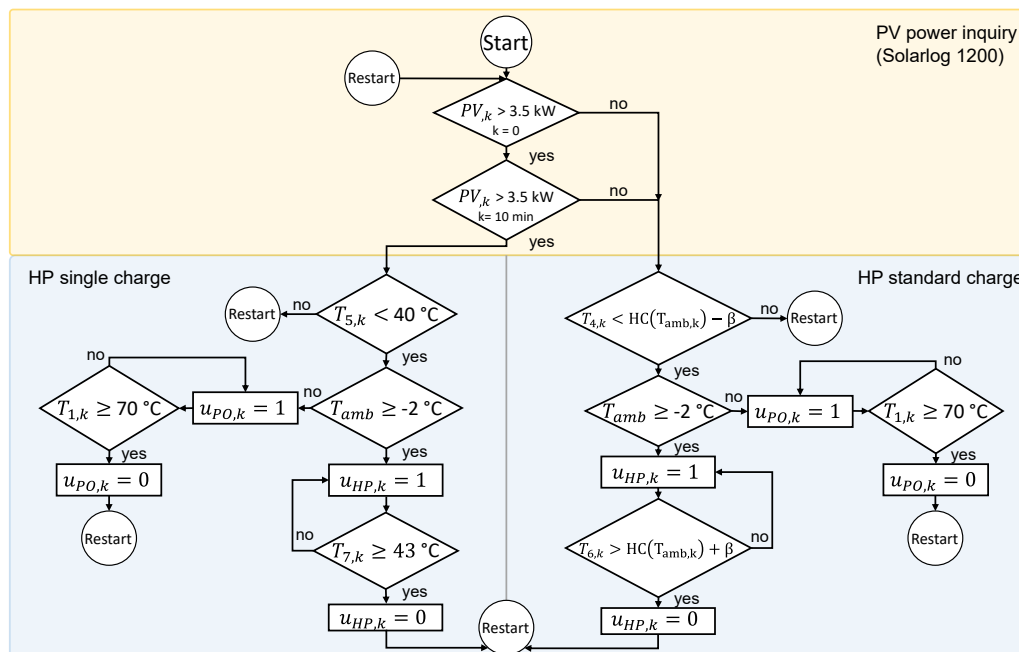 Start
PV power inquiry
(Solarlog 1200)
Restart
PV,k > 3.5 kW
k = 0
no
yes
PV,k > 3.5 kW
k= 10 min
no
yes
HP single charge
HP standard charge
T5,k < 40 °C
no
Restart
yes
T4,k < HC(Tamb,k) − β
no
Restart
yes
no
T1,k ≥ 70 °C
uPO,k = 1
no
Tamb ≥ -2 °C
yes
Tamb ≥ -2 °C
no
yes
uPO,k = 1
no
T1,k ≥ 70 °C
yes
yes
uPO,k = 0
Restart
uHP,k = 1
uHP,k = 1
uPO,k = 0
Restart
no
T7,k ≥ 43 °C
yes
T6,k > HC(Tamb,k) + β
no
yes
uHP,k = 0
Restart
uHP,k = 0